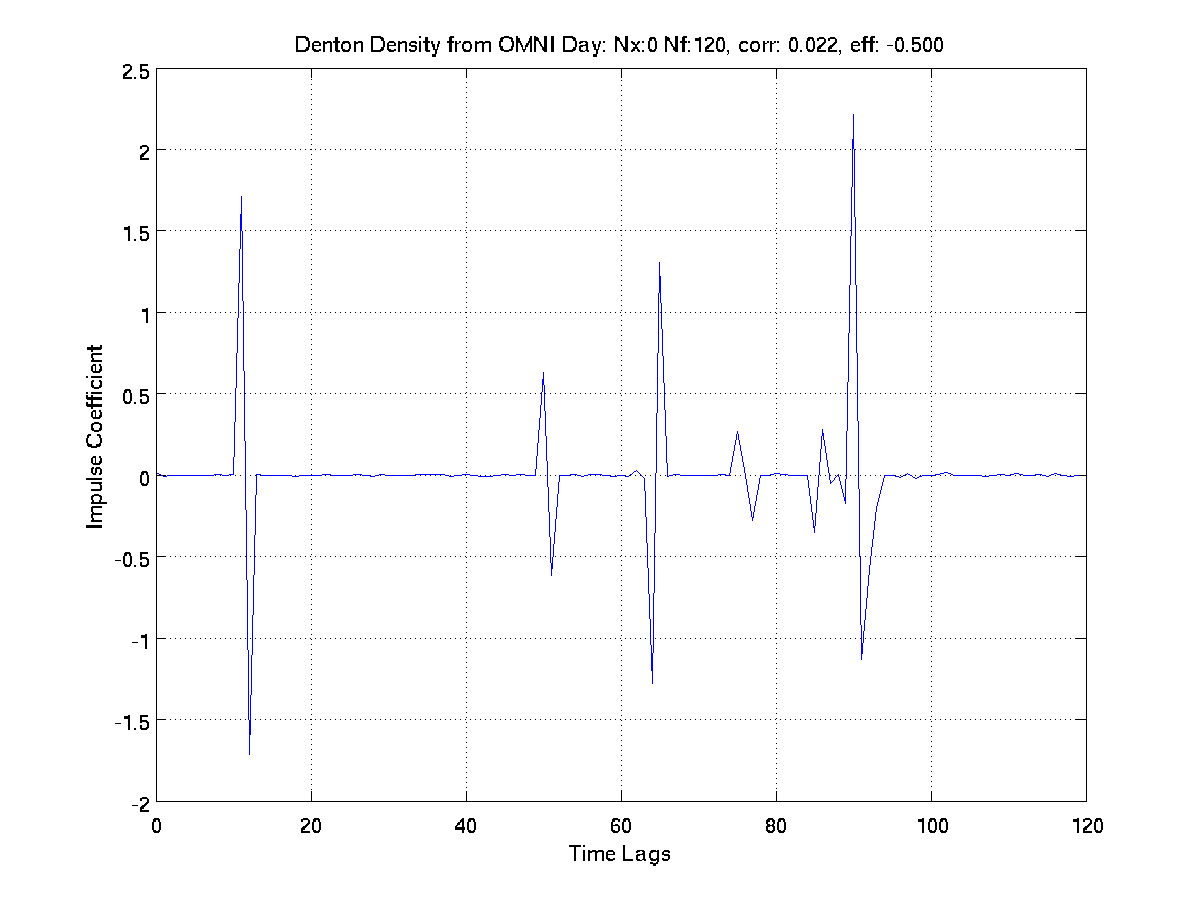 Denton Density from OMNI Day: Nx:0 Nf:120, corr: 0.022, eff: -0.500
2.5
2
1.5
1
0.5
0
-0.5
-1
-1.5
-2
Impulse Coefficient
0 20 40 60 80 100 120
Time Lags